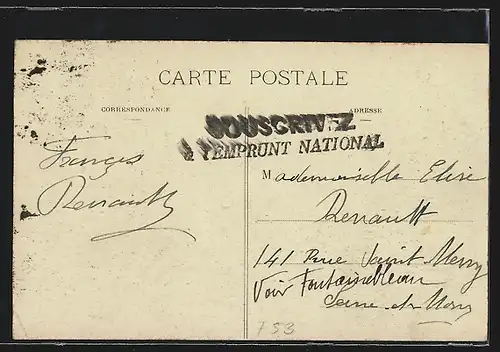 CARTE POSTALE
CORRESPONDANCE
ADRESSE
SOUSCRIVEZ
à l'EMPRUNT NATIONAL
Renault
Mademoiselle Elise
Renault
141 Rue Saint Merry
Voir Fontainebleau
Seine et Marne
753